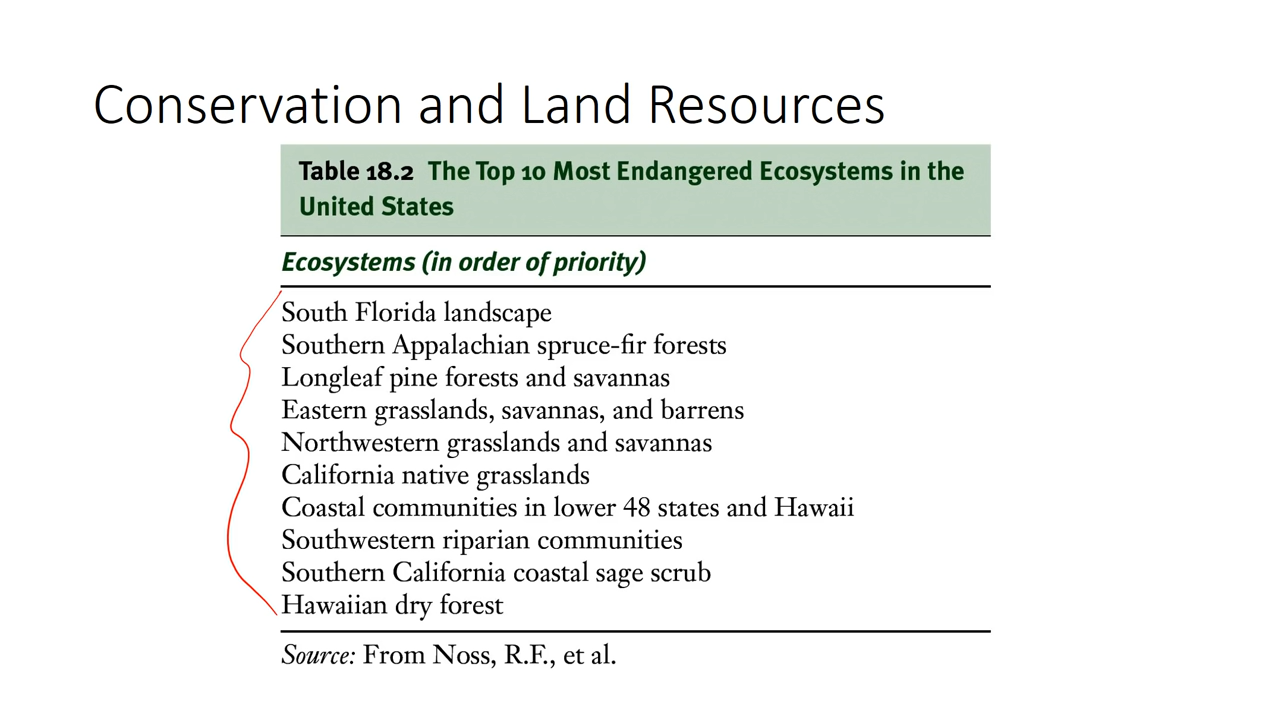 Conservation and Land Resources
Table 18.2 The Top 10 Most Endangered Ecosystems in the
United States
Ecosystems (in order of priority)
South Florida landscape
Southern Appalachian spruce-fir forests
Longleaf pine forests and savannas
Eastern grasslands, savannas, and barrens
Northwestern grasslands and savannas
California native grasslands
Coastal communities in lower 48 states and Hawaii
Southwestern riparian communities
Southern California coastal sage scrub
Hawaiian dry forest
Source: From Noss, R.F., et al.